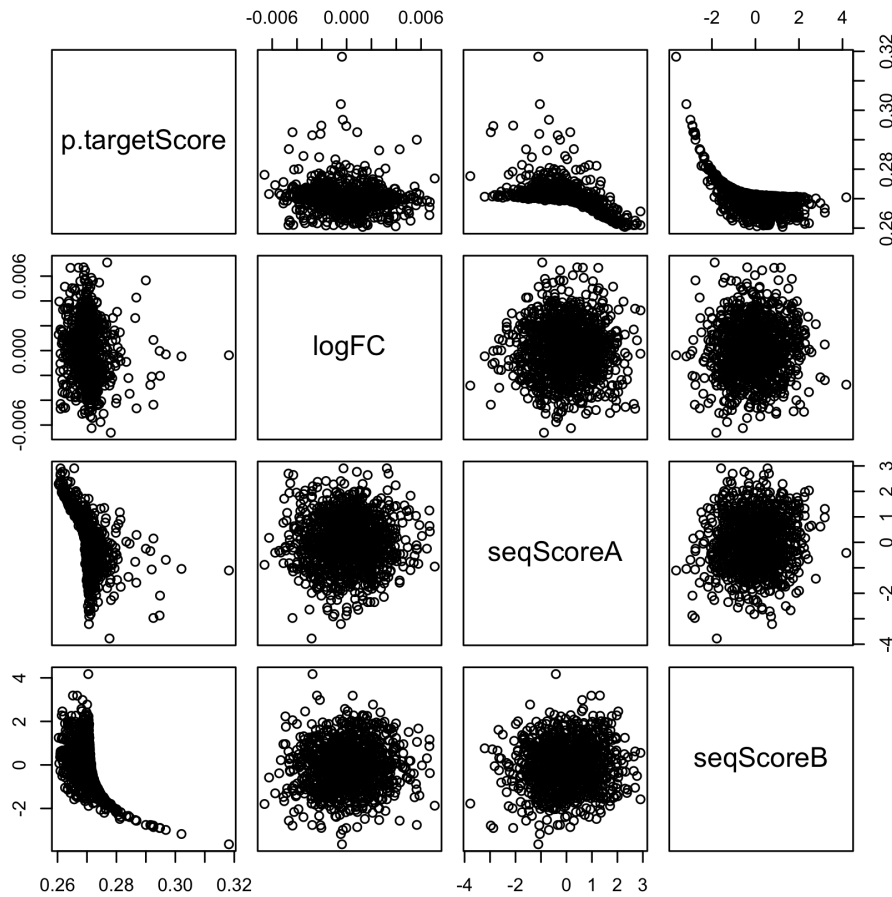 -0.006 0.000 0.006 -2 0 2 4
p.targetScore 0.26 0.28 0.30 0.32
-0.006 0.000 0.006 logFC
seqScoreA -4 -2 0 1 2 3
-2 0 2 4 seqScoreB
0.26 0.28 0.30 0.32 -4 -2 0 1 2 3